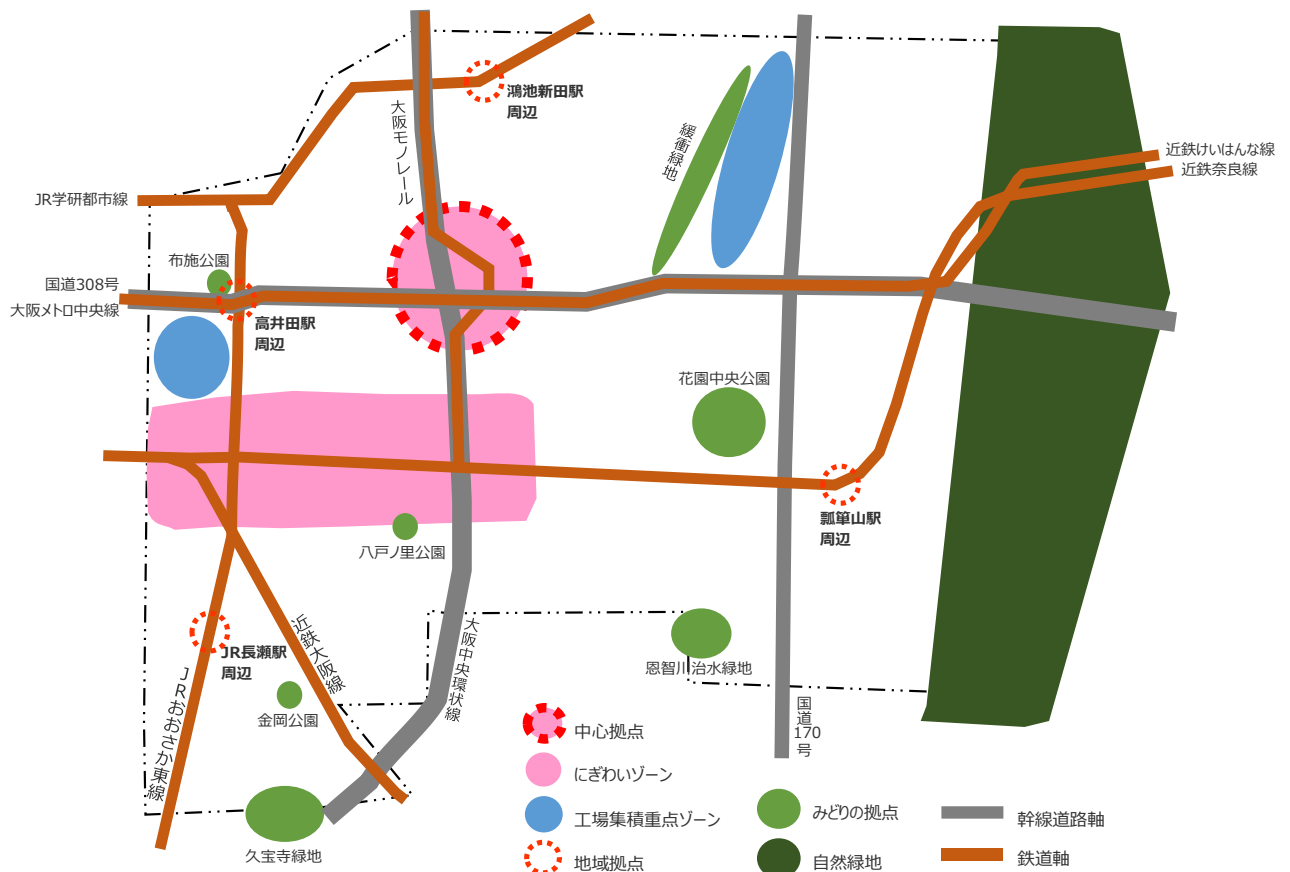 鴻池新田駅
周辺
大阪モノレール
緩衝緑地
近鉄けいはんな線
近鉄奈良線
JR学研都市線
布施公園
国道308号
大阪メトロ中央線
高井田駅
周辺
花園中央公園
瓢箪山駅
周辺
八戸ノ里公園
JR長瀬駅
周辺
近鉄大阪線
大阪中央環状線
恩智川治水緑地
金岡公園
JRおおさか東線
国道170号
久宝寺緑地
中心拠点
にぎわいゾーン
工場集積重点ゾーン
地域拠点
みどりの拠点
自然緑地
幹線道路軸
鉄道軸